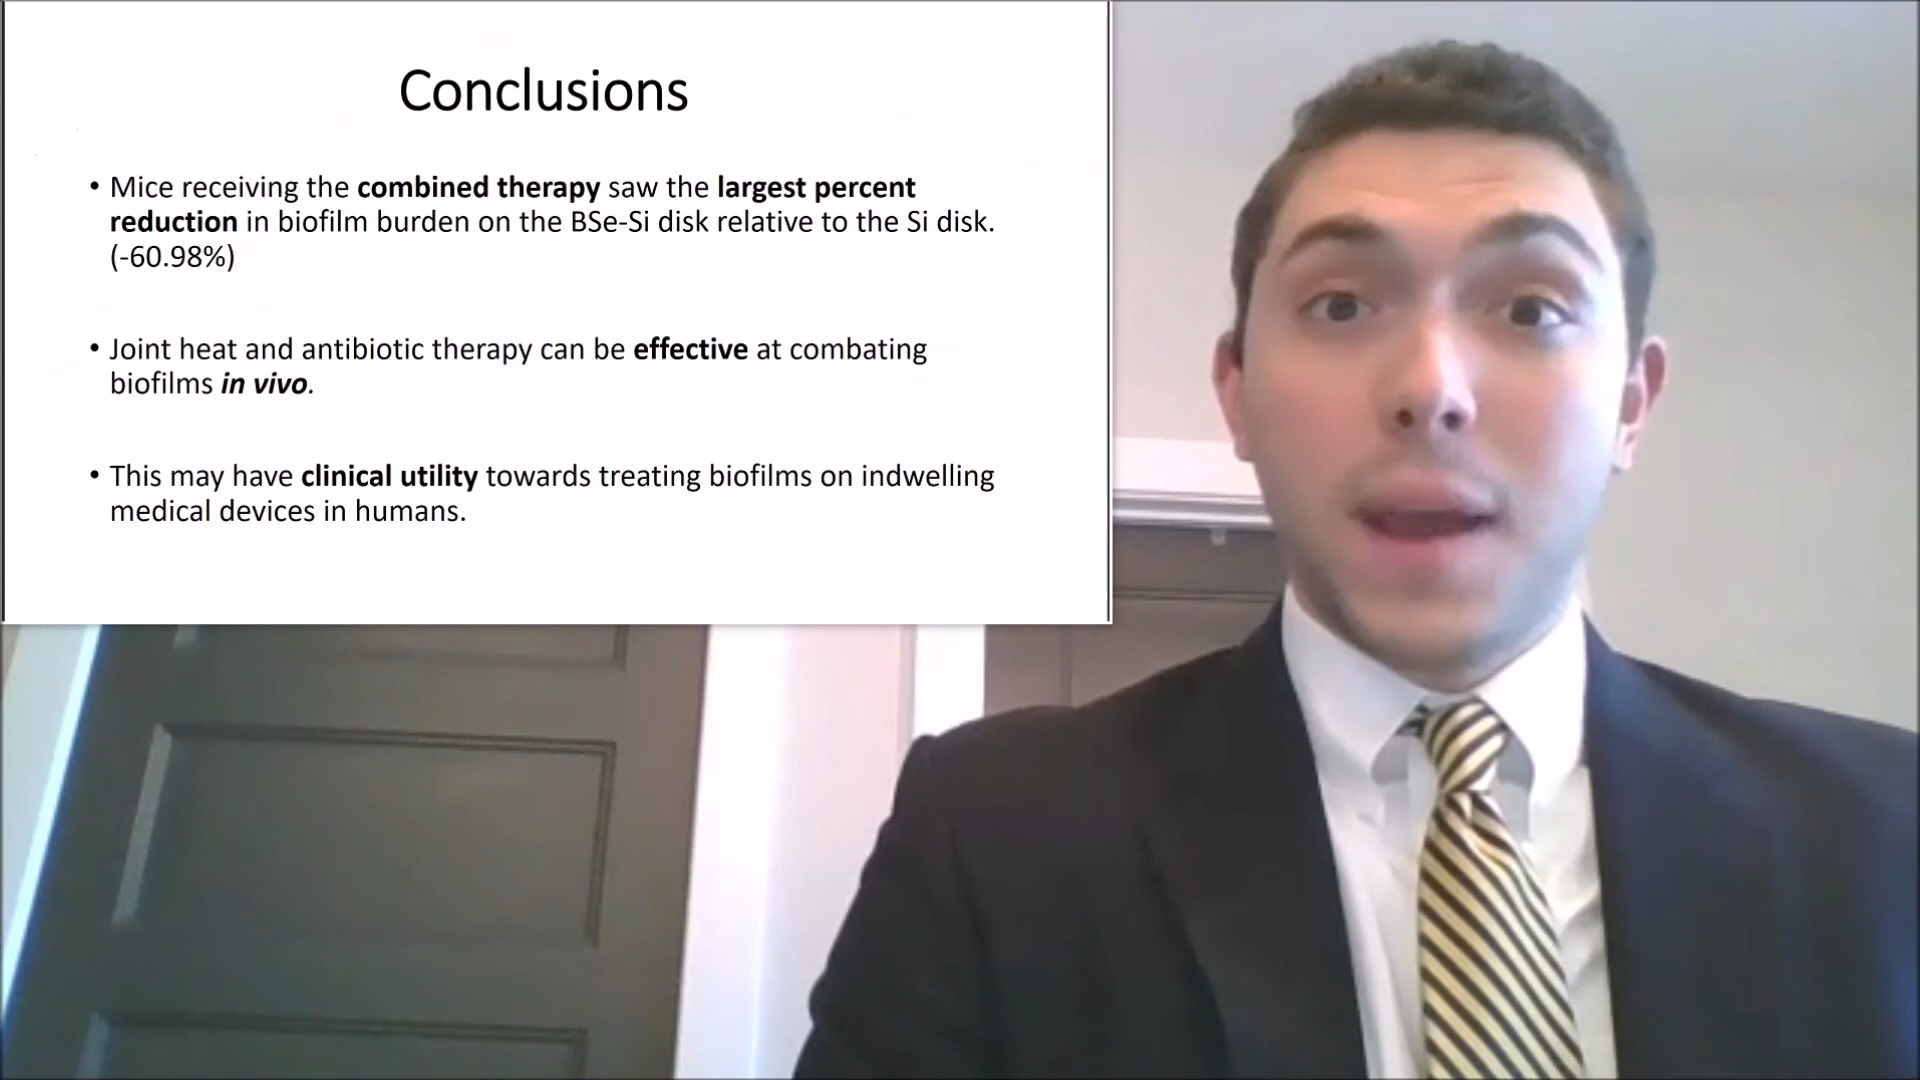 Conclusions
• Mice receiving the combined therapy saw the largest percent
reduction in biofilm burden on the BSe-Si disk relative to the Si disk.
(-60.98%)
• Joint heat and antibiotic therapy can be effective at combating
biofilms in vivo.
• This may have clinical utility towards treating biofilms on indwelling
medical devices in humans.